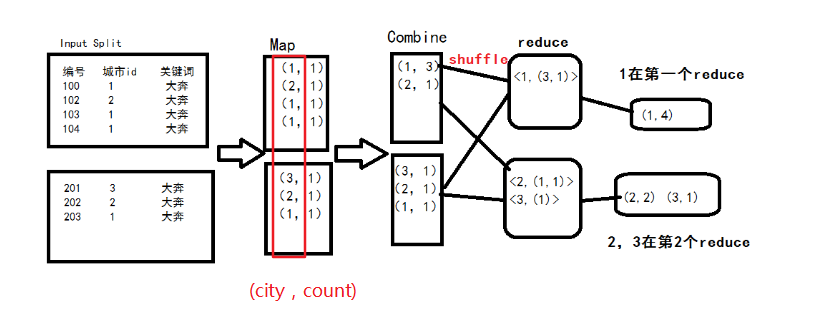 Input Split
编号 城市id 关键词
100 1 大奔
102 2 大奔
103 1 大奔
104 1 大奔
201 3 大奔
202 2 大奔
203 1 大奔
Map
(1, 1)
(2, 1)
(1, 1)
(1, 1)
(3, 1)
(2, 1)
(1, 1)
(city , count)
Combine
(1, 3)
(2, 1)
(3, 1)
(2, 1)
(1, 1)
shuffle
reduce
<1,(3,1)>
<2,(1,1)>
<3,(1)>
1在第一个reduce
(1,4)
(2,2) (3,1)
2, 3在第2个reduce